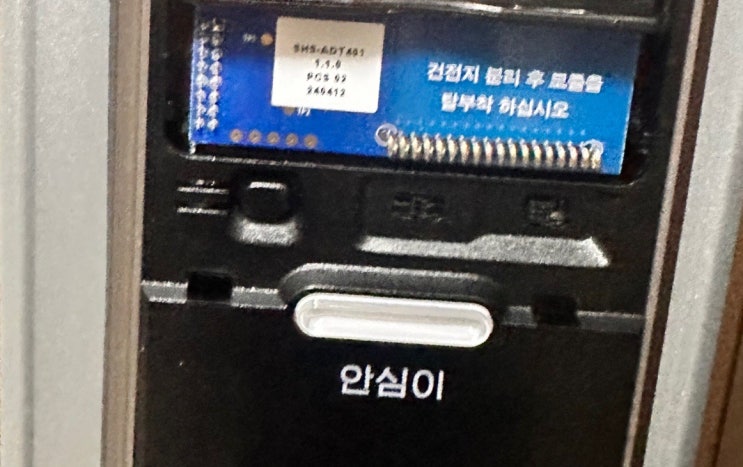 SHS-ADT401
1.1.0
PCS 02
240412
건전지 분리 후 모듈을
탈부착 하십시오
안심이